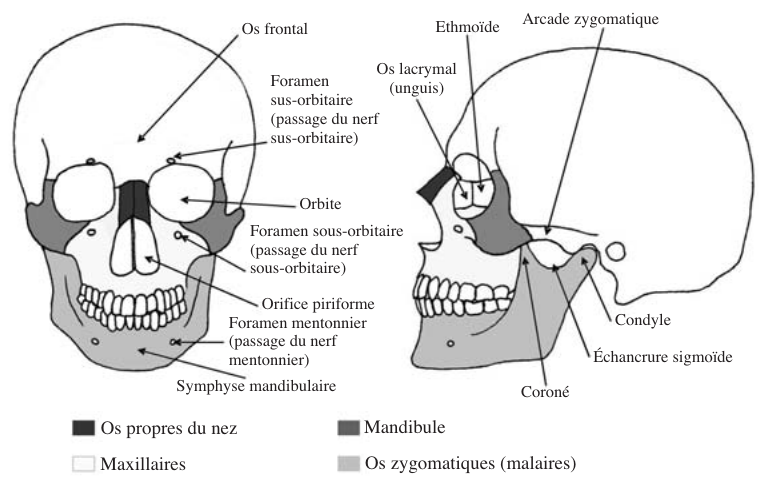 Os frontal
Foramen
sus-orbitaire
(passage du nerf
sus-orbitaire)
Orbite
Foramen sous-orbitaire
(passage du nerf
sous-orbitaire)
Orifice piriforme
Foramen mentonnier
(passage du nerf
mentonnier)
Symphyse mandibulaire
Ethmoïde
Arcade zygomatique
Os lacrymal
(unguis)
Condyle
Échancrure sigmoïde
Coroné
Os propres du nez
Mandibule
Maxillaires
Os zygomatiques (malaires)